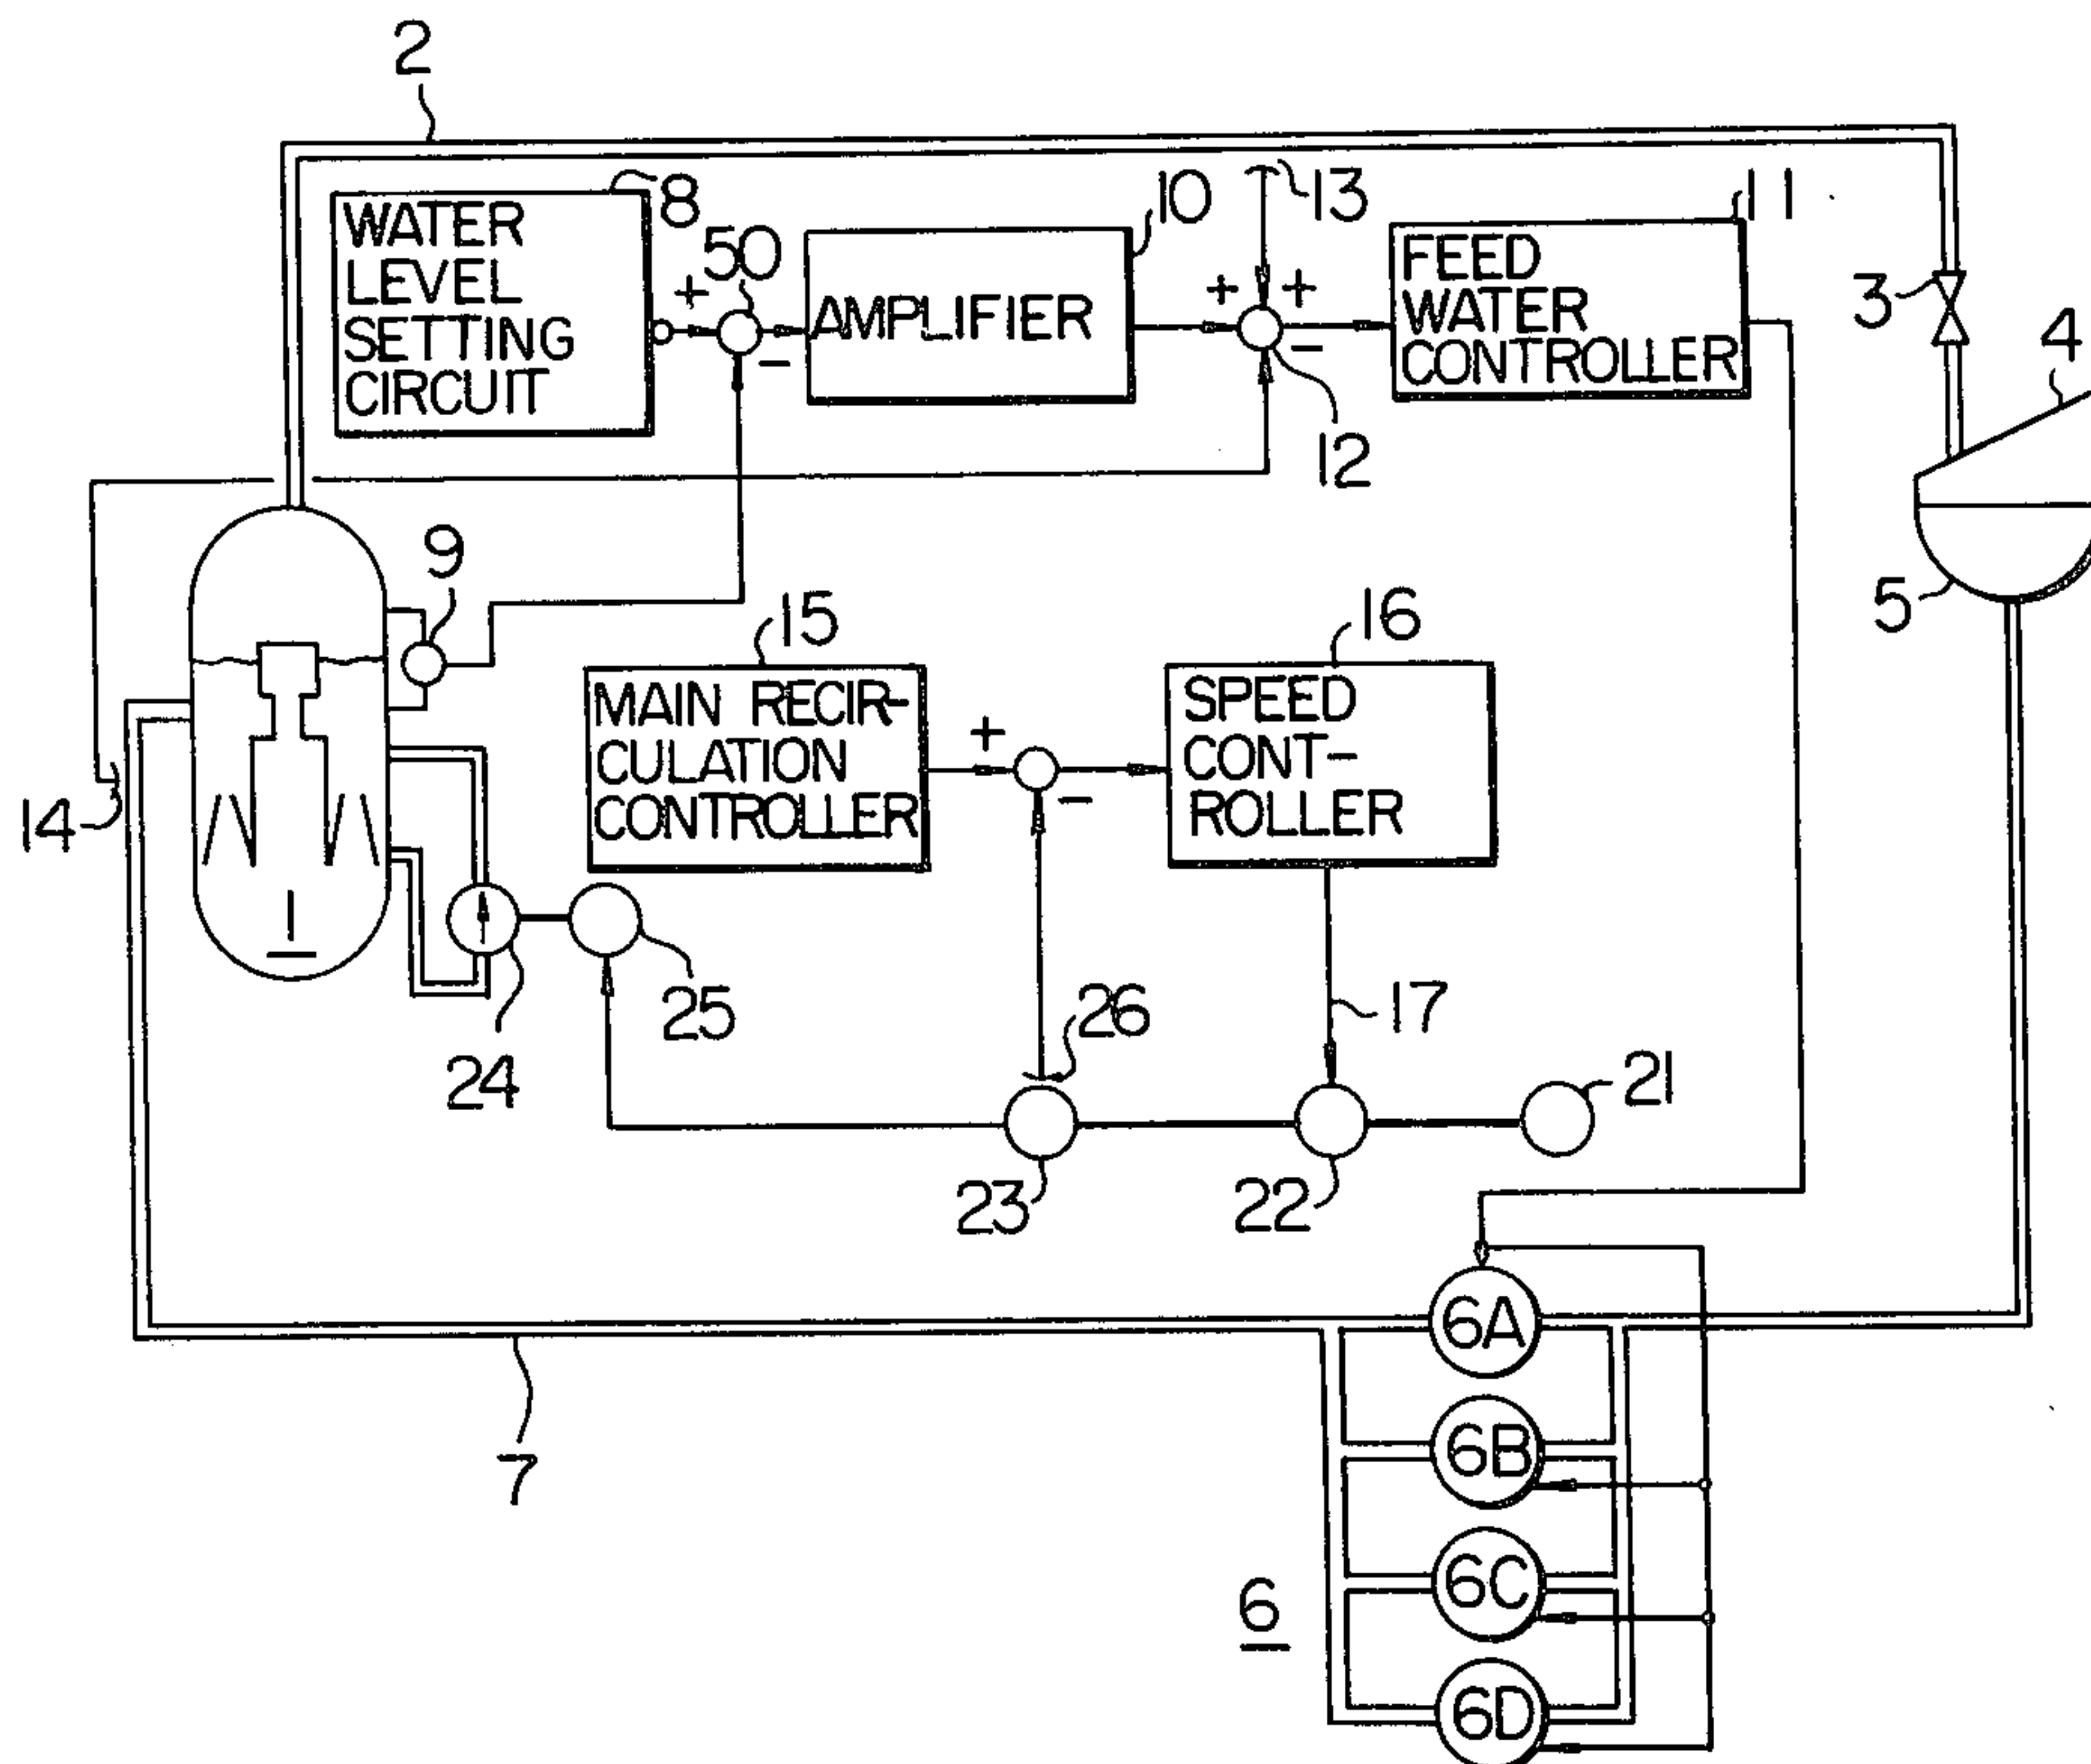 2
WATER
LEVEL
SETTING
CIRCUIT
8
50
+
-
AMPLIFIER
10
13
+
+
-
12
FEED
WATER
CONTROLLER
11
3
4
5
9
14
1
MAIN RECIR-
CULATION
CONTROLLER
15
+
-
SPEED
CONT-
ROLLER
16
24
25
26
17
21
23
22
7
6A
6B
6C
6D
6